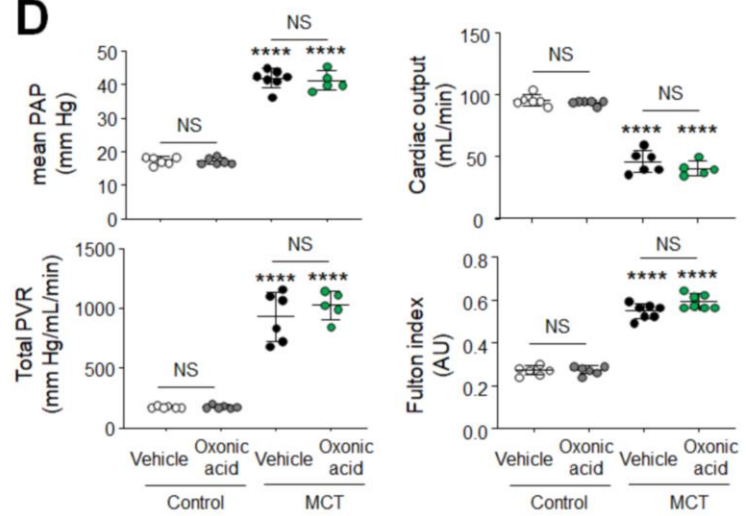 D
mean PAP
(mm Hg)
50
40
30
20
10
0
NS
NS
****
****
Cardiac output
(mL/min)
150
100
50
0
NS
NS
****
****
Total PVR
(mm Hg/mL/min)
1500
1000
500
0
NS
NS
****
****
Vehicle
Oxonic
acid
Vehicle
Oxonic
acid
Control
MCT
Fulton index
(AU)
0.8
0.6
0.4
0.2
0.0
NS
NS
****
****
Vehicle
Oxonic
acid
Vehicle
Oxonic
acid
Control
MCT